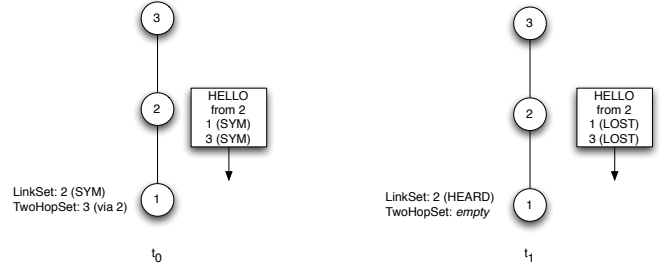 3
2
HELLO
from 2
1 (SYM)
3 (SYM)
LinkSet: 2 (SYM)
TwoHopSet: 3 (via 2)
1
t0
3
2
HELLO
from 2
1 (LOST)
3 (LOST)
LinkSet: 2 (HEARD)
TwoHopSet: empty
1
t1